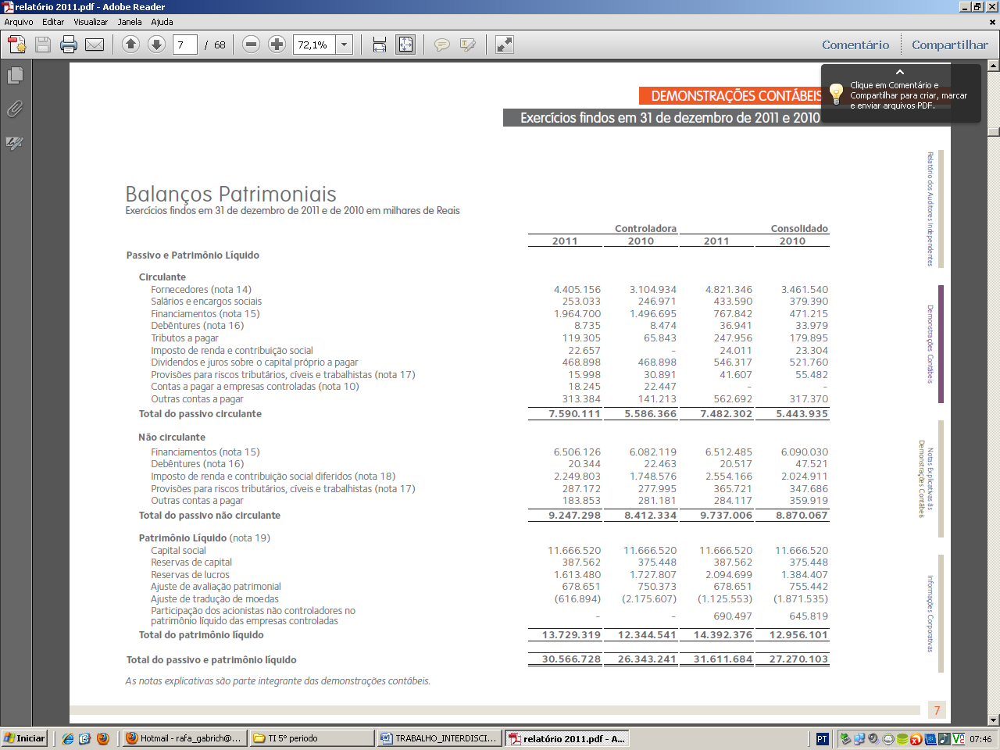 relatório 2011.pdf - Adobe Reader
Arquivo Editar Visualizar Janela Ajuda
7 / 68 72,1% Comentário Compartilhar
Clique em Comentário e
Compartilhar para criar, marcar
e enviar arquivos PDF.
DEMONSTRAÇÕES CONTÁBEIS
Exercícios findos em 31 de dezembro de 2011 e 2010
Relatório dos Auditores Independentes
Demonstrações Contábeis
Notas Explicativas às
Demonstrações Contábeis
Informações Corporativas
Balanços Patrimoniais
Exercícios findos em 31 de dezembro de 2011 e de 2010 em milhares de Reais
Controladora Consolidado
2011 2010 2011 2010
Passivo e Patrimônio Líquido
Circulante
Fornecedores (nota 14) 4.405.156 3.104.934 4.821.346 3.461.540
Salários e encargos sociais 253.033 246.971 433.590 379.390
Financiamentos (nota 15) 1.964.700 1.496.695 767.842 471.215
Debêntures (nota 16) 8.735 8.474 36.941 33.979
Tributos a pagar 119.305 65.843 247.956 179.895
Imposto de renda e contribuição social 22.657 – 24.011 23.304
Dividendos e juros sobre o capital próprio a pagar 468.898 468.898 546.317 521.760
Provisões para riscos tributários, cíveis e trabalhistas (nota 17) 15.998 30.891 41.607 55.482
Contas a pagar a empresas controladas (nota 10) 18.245 22.447 – –
Outras contas a pagar 313.384 141.213 562.692 317.370
Total do passivo circulante 7.590.111 5.586.366 7.482.302 5.443.935
Não circulante
Financiamentos (nota 15) 6.506.126 6.082.119 6.512.485 6.090.030
Debêntures (nota 16) 20.344 22.463 20.517 47.521
Imposto de renda e contribuição social diferidos (nota 18) 2.249.803 1.748.576 2.554.166 2.024.911
Provisões para riscos tributários, cíveis e trabalhistas (nota 17) 287.172 277.995 365.721 347.686
Outras contas a pagar 183.853 281.181 284.117 359.919
Total do passivo não circulante 9.247.298 8.412.334 9.737.006 8.870.067
Patrimônio Líquido (nota 19)
Capital social 11.666.520 11.666.520 11.666.520 11.666.520
Reservas de capital 387.562 375.448 387.562 375.448
Reservas de lucros 1.613.480 1.727.807 2.094.699 1.384.407
Ajuste de avaliação patrimonial 678.651 750.373 678.651 755.442
Ajuste de tradução de moedas (616.894) (2.175.607) (1.125.553) (1.871.535)
Participação dos acionistas não controladores no
patrimônio líquido das empresas controladas – – 690.497 645.819
Total do patrimônio líquido 13.729.319 12.344.541 14.392.376 12.956.101
Total do passivo e patrimônio líquido 30.566.728 26.343.241 31.611.684 27.270.103
As notas explicativas são parte integrante das demonstrações contábeis.
7
Iniciar Hotmail - rafa_gabrich@... TI 5° periodo TRABALHO_INTERDISCI... relatório 2011.pdf - A... PT 07:46